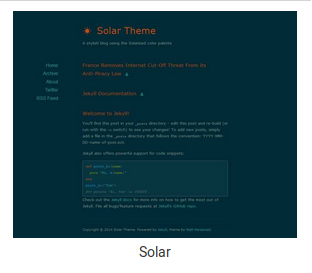 Solar Theme
A stylish blog using the Solarized color palette
Home
Archive
About
Twitter
RSS Feed
France Removes Internet Cut-Off Threat From Its
Anti-Piracy Law
Jekyll Documentation
Welcome to Jekyll!
You'll find this post in your _posts directory - edit this post and re-build (or
run with the -w switch) to see your changes! To add new posts, simply
add a file in the _posts directory that follows the convention: YYYY-MM-
DD-name-of-post.ext.
Jekyll also offers powerful support for code snippets:
def print_hi(name)
puts "Hi, #{name}"
end
print_hi('Tom')
#=> prints 'Hi, Tom' to STDOUT.
Check out the Jekyll docs for more info on how to get the most out of
Jekyll. File all bugs/feature requests at Jekyll's GitHub repo.
Copyright © 2014 Solar Theme, Powered by Jekyll, theme by
Solar